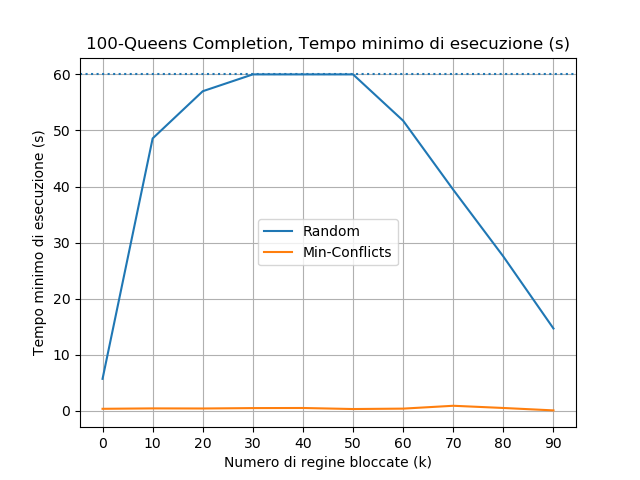 100-Queens Completion, Tempo minimo di esecuzione (s)
Tempo minimo di esecuzione (s)
60
50
40
30
20
10
0
Random
Min-Conflicts
0 10 20 30 40 50 60 70 80 90
Numero di regine bloccate (k)